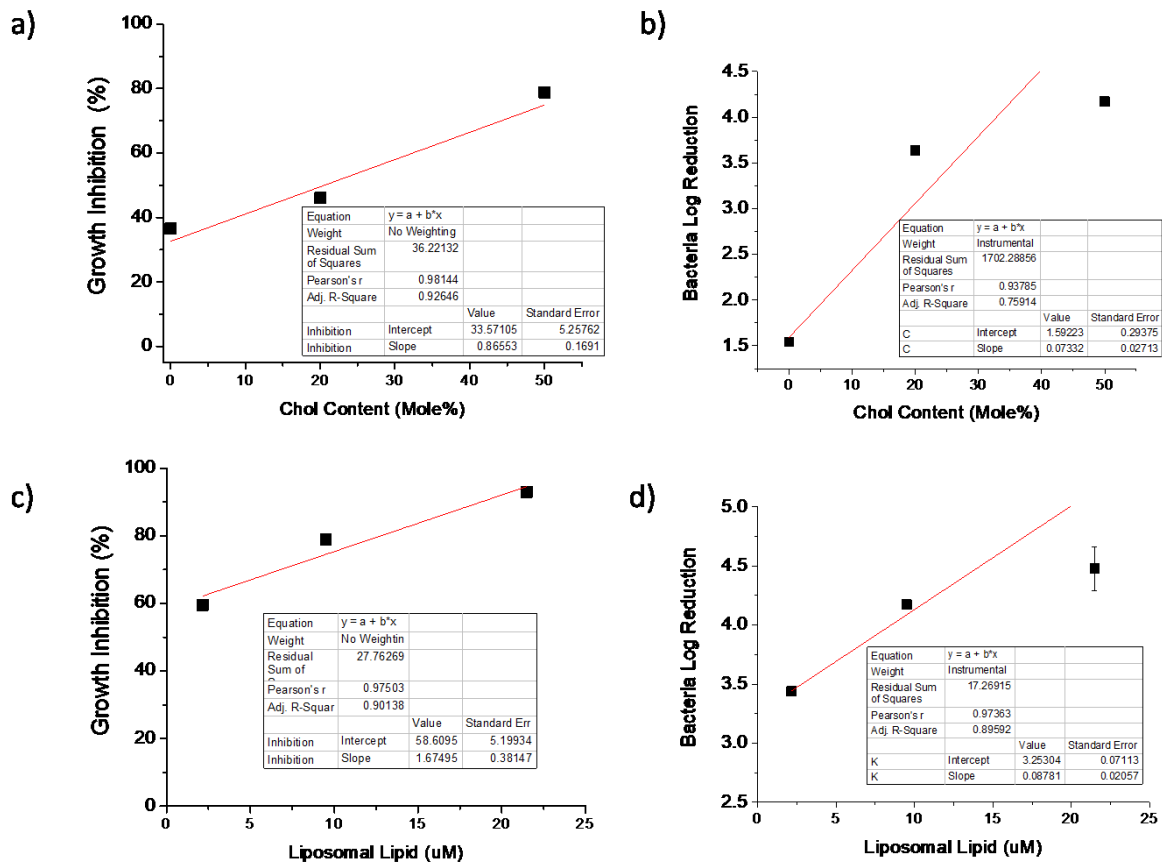 a)
Growth Inhibition (%)
100
80
60
40
20
0
Equation y = a + b*x
Weight No Weighting
Residual Sum of Squares 36.22132
Pearson's r 0.98144
Adj. R-Square 0.92646
Value Standard Error
Inhibition Intercept 33.57105 5.25762
Inhibition Slope 0.86553 0.1691
0 10 20 30 40 50
Chol Content (Mole%)
b)
Bacteria Log Reduction
4.5
4.0
3.5
3.0
2.5
2.0
1.5
Equation y = a + b*x
Weight Instrumental
Residual Sum of Squares 1702.28856
Pearson's r 0.93785
Adj. R-Square 0.75914
Value Standard Error
C Intercept 1.59223 0.29375
C Slope 0.07332 0.02713
0 10 20 30 40 50
Chol Content (Mole%)
c)
Growth Inhibition (%)
100
80
60
40
20
0
Equation y = a + b*x
Weight No Weightin
Residual Sum of 27.76269
Pearson's r 0.97503
Adj. R-Squar 0.90138
Value Standard Err
Inhibition Intercept 58.6095 5.19934
Inhibition Slope 1.67495 0.38147
0 5 10 15 20 25
Liposomal Lipid (uM)
d)
Bacteria Log Reduction
5.0
4.5
4.0
3.5
3.0
2.5
Equation y = a + b*x
Weight Instrumental
Residual Sum of Squares 17.26915
Pearson's r 0.97363
Adj. R-Square 0.89592
Value Standard Error
K Intercept 3.25304 0.07113
K Slope 0.08781 0.02057
0 5 10 15 20 25
Liposomal Lipid (uM)